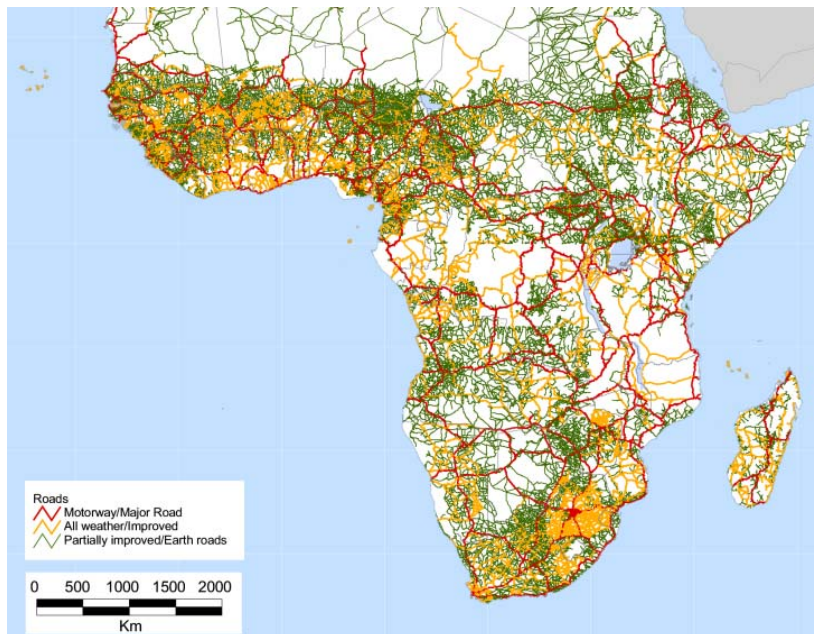 Roads
Motorway/Major Road
All weather/Improved
Partially improved/Earth roads
0 500 1000 1500 2000
Km